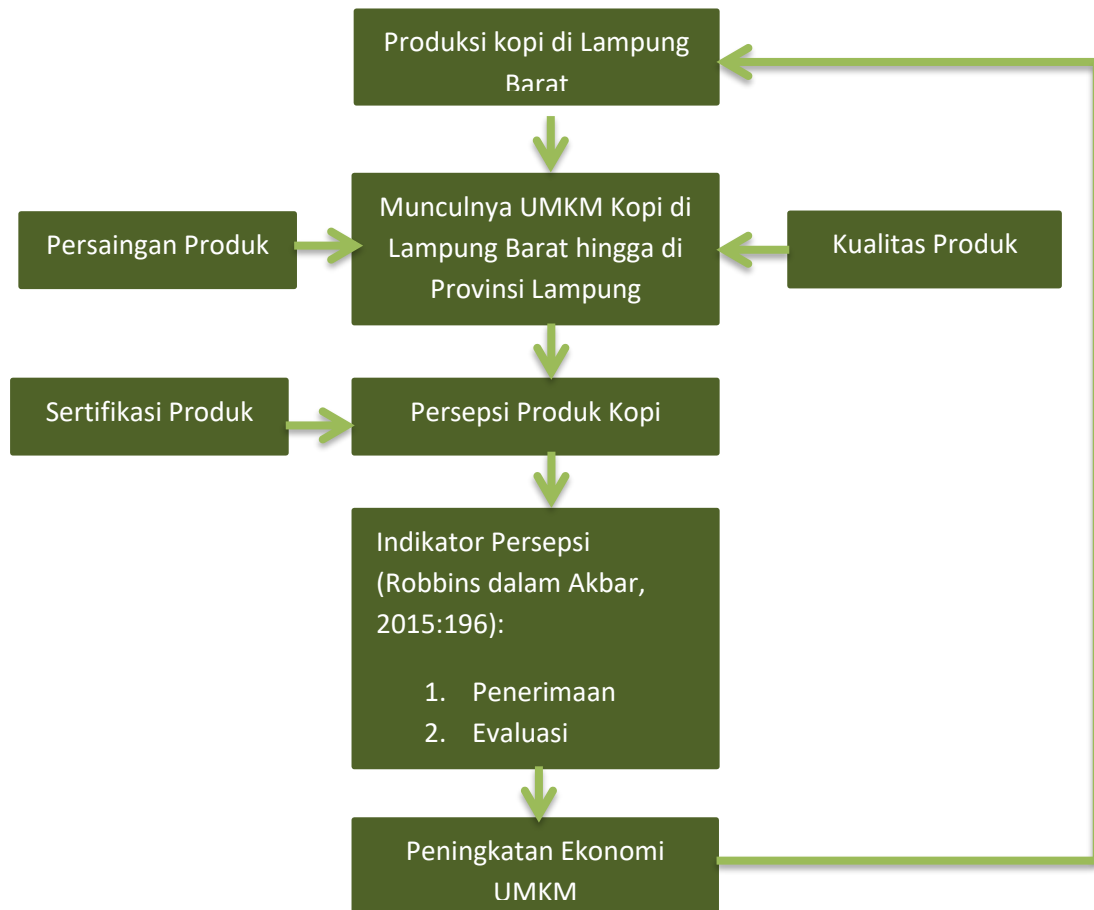 Produksi kopi di Lampung
Barat
Munculnya UMKM Kopi di
Lampung Barat hingga di
Provinsi Lampung
Persaingan Produk
Kualitas Produk
Sertifikasi Produk
Persepsi Produk Kopi
Indikator Persepsi
(Robbins dalam Akbar,
2015:196):
1. Penerimaan
2. Evaluasi
Peningkatan Ekonomi
UMKM